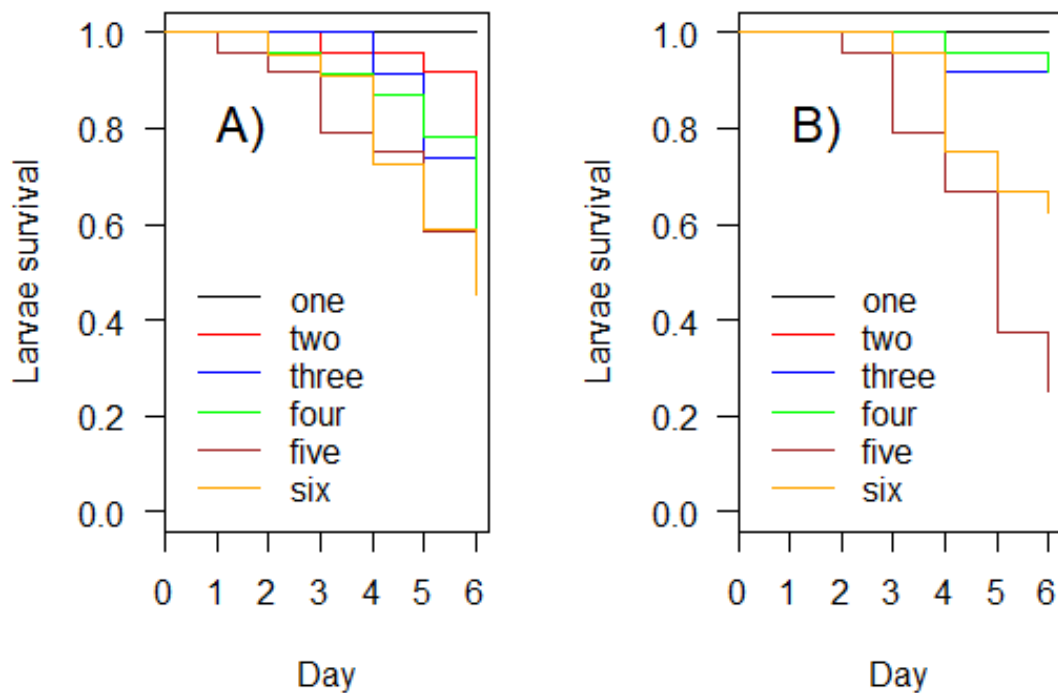 A)
Larvae survival
1.0
0.8
0.6
0.4
0.2
0.0
one
two
three
four
five
six
0 1 2 3 4 5 6
Day
B)
Larvae survival
1.0
0.8
0.6
0.4
0.2
0.0
one
two
three
four
five
six
0 1 2 3 4 5 6
Day